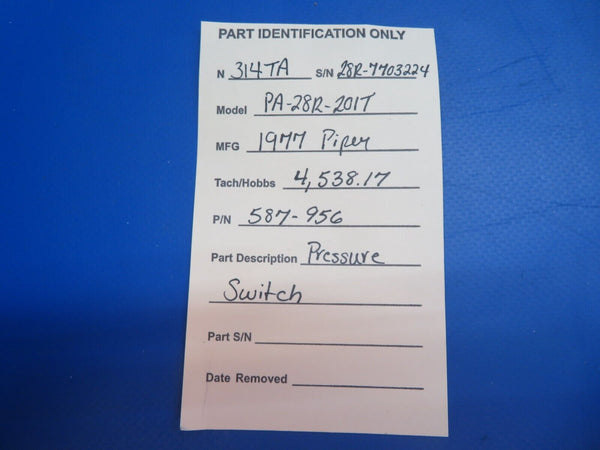 PART IDENTIFICATION ONLY
N 314TA S/N 28R-7703224
Model PA-28R-201T
MFG 1977 Piper
Tach/Hobbs 4,538.17
P/N 587-956
Part Description Pressure
Switch
Part S/N
Date Removed